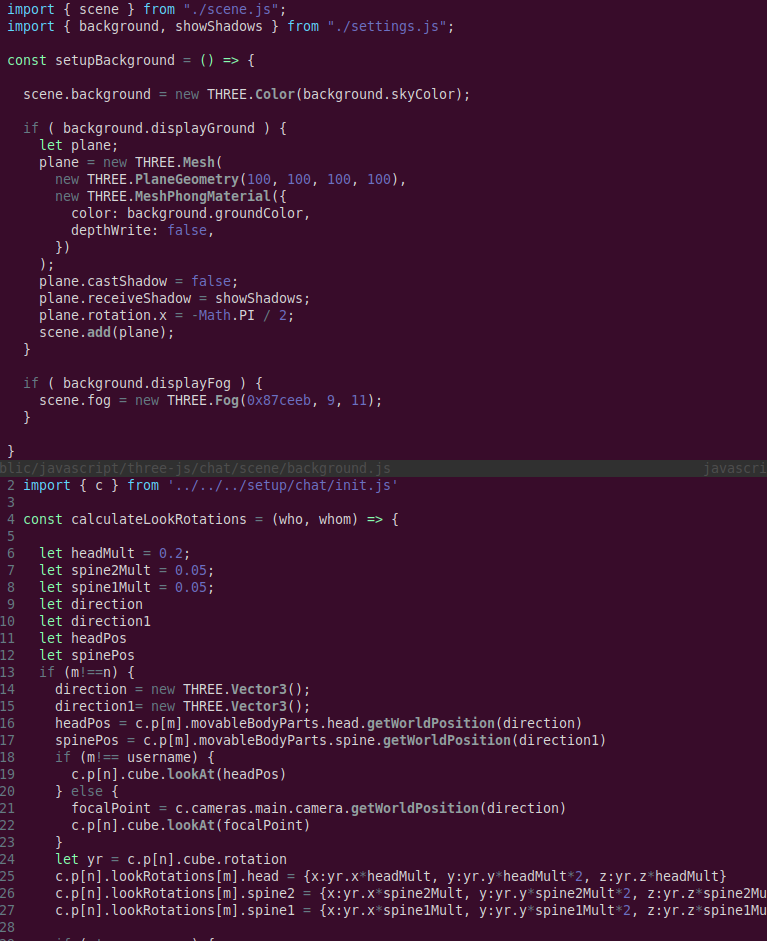 import { scene } from "./scene.js";
import { background, showShadows } from "./settings.js";

const setupBackground = () => {

  scene.background = new THREE.Color(background.skyColor);

  if ( background.displayGround ) {
    let plane;
    plane = new THREE.Mesh(
      new THREE.PlaneGeometry(100, 100, 100, 100),
      new THREE.MeshPhongMaterial({
        color: background.groundColor,
        depthWrite: false,
      })
    );
    plane.castShadow = false;
    plane.receiveShadow = showShadows;
    plane.rotation.x = -Math.PI / 2;
    scene.add(plane);
  }

  if ( background.displayFog ) {
    scene.fog = new THREE.Fog(0x87ceeb, 9, 11);
  }

}
blic/javascript/three-js/chat/scene/background.js javascri
2 import { c } from '../../../setup/chat/init.js'
3
4 const calculateLookRotations = (who, whom) => {
5
6   let headMult = 0.2;
7   let spine2Mult = 0.05;
8   let spine1Mult = 0.05;
9   let direction
10   let direction1
11   let headPos
12   let spinePos
13   if (m!==n) {
14     direction = new THREE.Vector3();
15     direction1= new THREE.Vector3();
16     headPos = c.p[m].movableBodyParts.head.getWorldPosition(direction)
17     spinePos = c.p[m].movableBodyParts.spine.getWorldPosition(direction1)
18     if (m!== username) {
19       c.p[n].cube.lookAt(headPos)
20     } else {
21       focalPoint = c.cameras.main.camera.getWorldPosition(direction)
22       c.p[n].cube.lookAt(focalPoint)
23     }
24     let yr = c.p[n].cube.rotation
25     c.p[n].lookRotations[m].head = {x:yr.x*headMult, y:yr.y*headMult*2, z:yr.z*headMult}
26     c.p[n].lookRotations[m].spine2 = {x:yr.x*spine2Mult, y:yr.y*spine2Mult*2, z:yr.z*spine2Mu
27     c.p[n].lookRotations[m].spine1 = {x:yr.x*spine1Mult, y:yr.y*spine1Mult*2, z:yr.z*spine1Mu
28